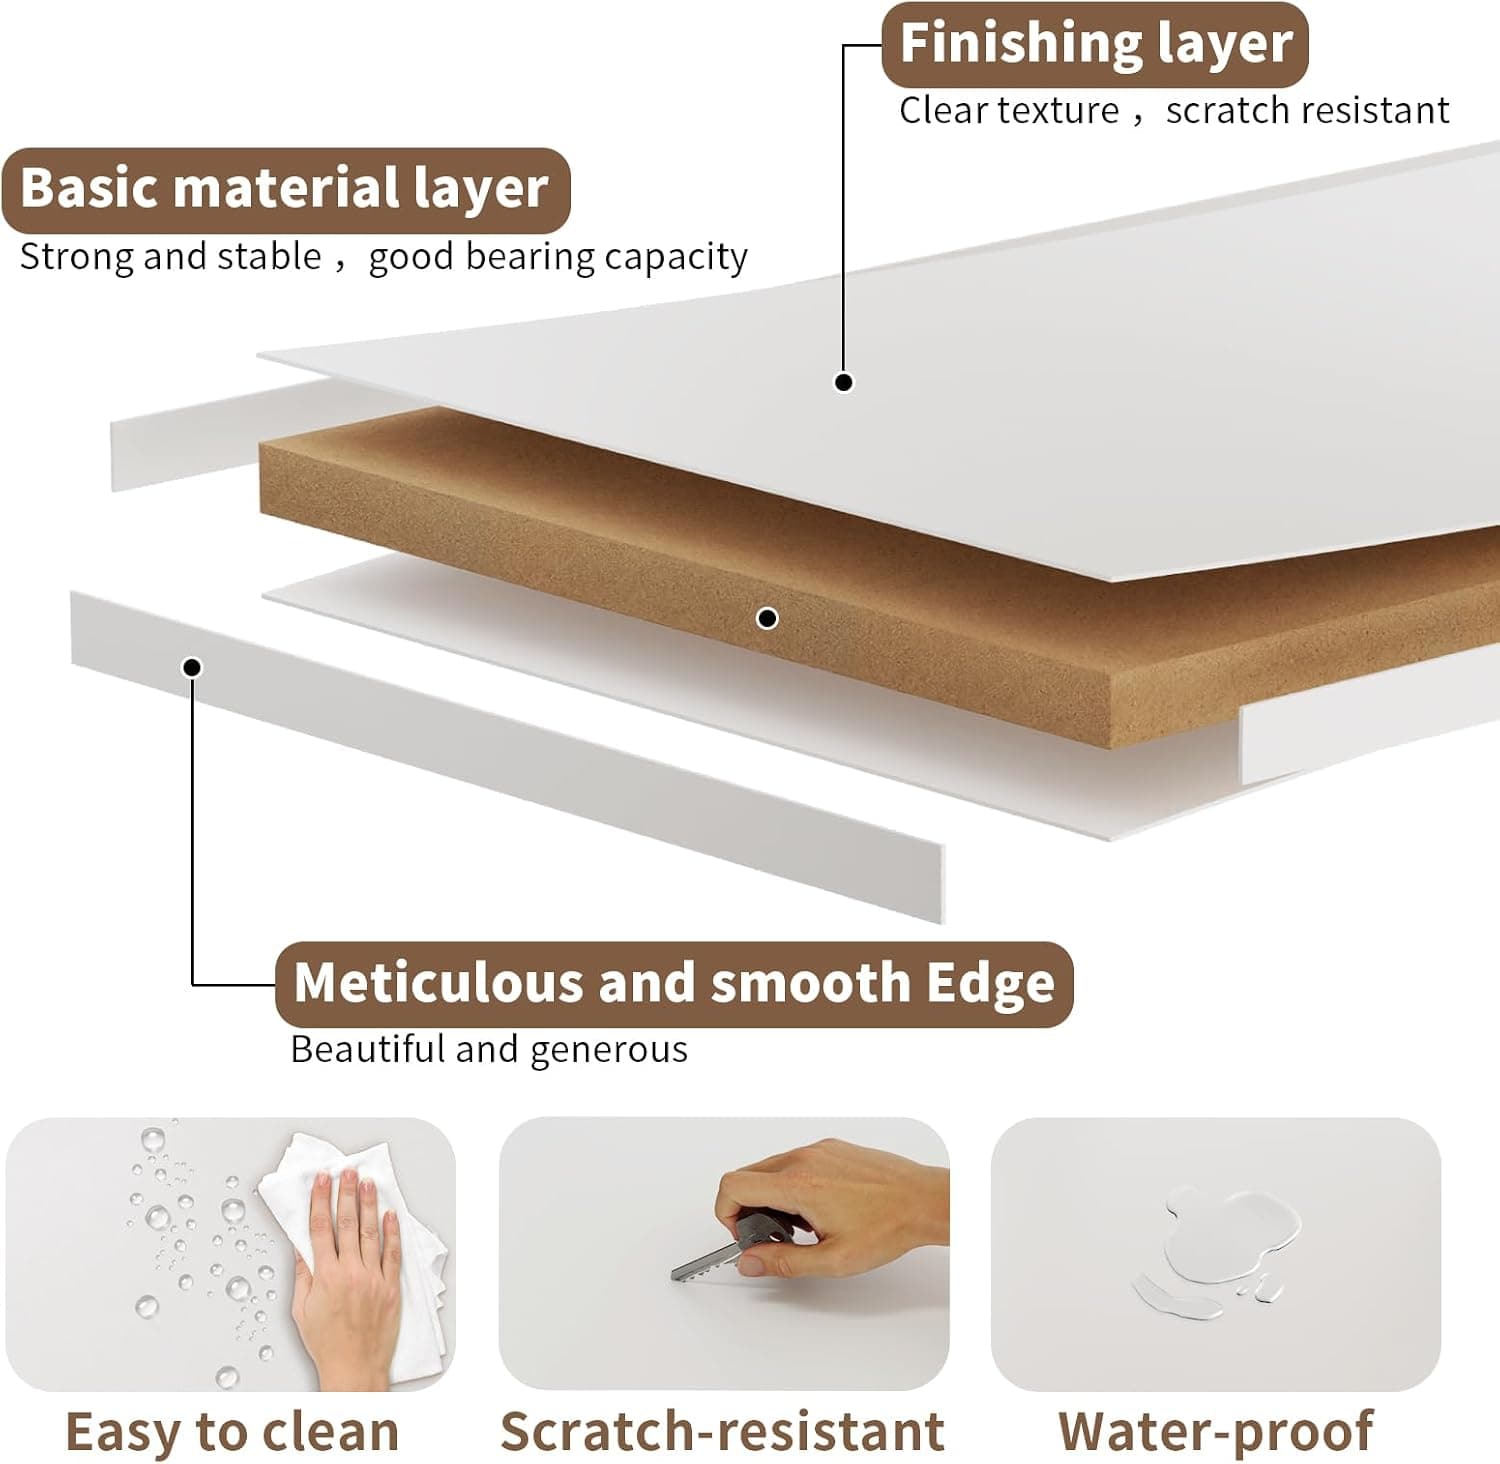 Finishing layer
Clear texture， scratch resistant
Basic material layer
Strong and stable， good bearing capacity
Meticulous and smooth Edge
Beautiful and generous
Easy to clean
Scratch-resistant
Water-proof